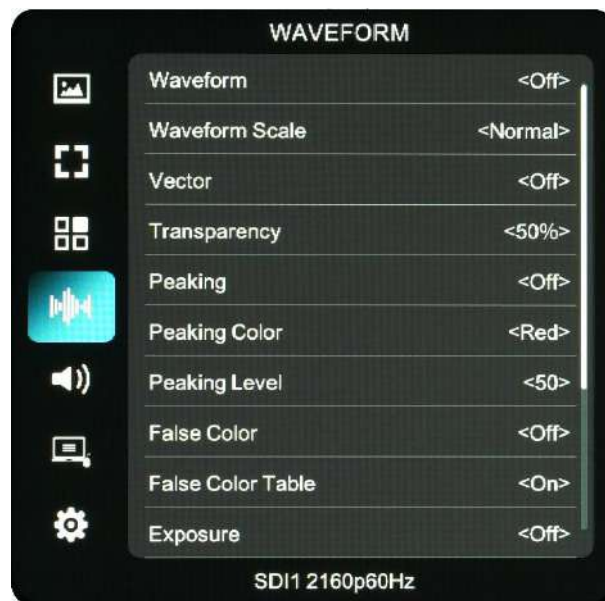 WAVEFORM
Waveform <Off>
Waveform Scale <Normal>
Vector <Off>
Transparency <50%>
Peaking <Off>
Peaking Color <Red>
Peaking Level <50>
False Color <Off>
False Color Table <On>
Exposure <Off>
SDI1 2160p60Hz